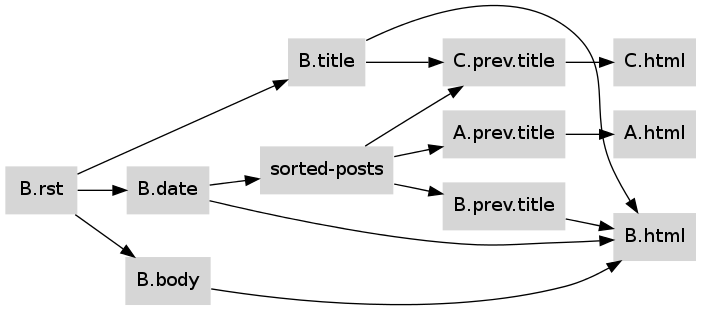 B.title
C.prev.title
C.html
A.prev.title
A.html
sorted-posts
B.rst
B.date
B.prev.title
B.html
B.body